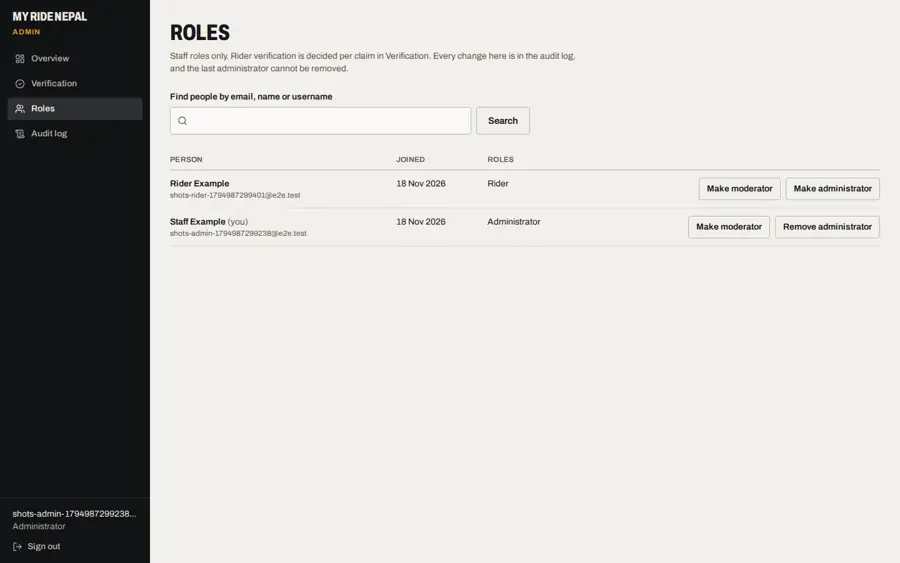 MY RIDE NEPAL
ADMIN
Overview
Verification
Roles
Audit log
shots-admin-1794987299238...
Administrator
Sign out
ROLES
Staff roles only. Rider verification is decided per claim in Verification. Every change here is in the audit log,
and the last administrator cannot be removed.
Find people by email, name or username
Search
PERSON JOINED ROLES
Rider Example 18 Nov 2026 Rider Make moderator Make administrator
shots-rider-1794987299401@e2e.test
Staff Example (you) 18 Nov 2026 Administrator Make moderator Remove administrator
shots-admin-1794987299238@e2e.test